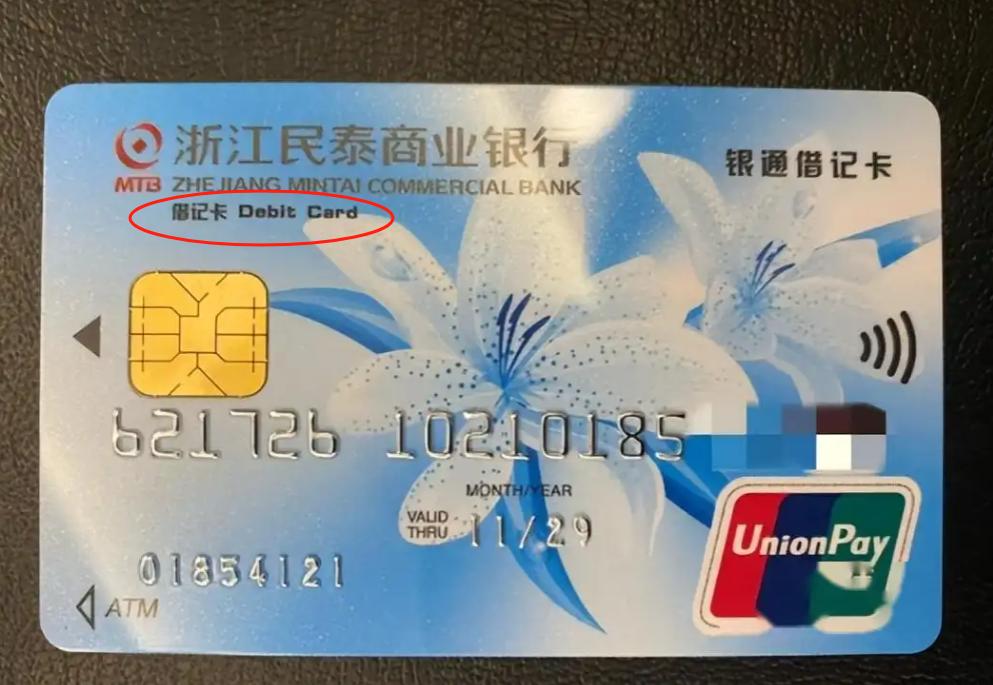 浙江民泰商业银行
MTB ZHEJIANG MINTAI COMMERCIAL BANK
银通借记卡
借记卡 Debit Card
621726 10210185
MONTH/YEAR
VALID THRU 11/29
01854121
ATM
UnionPay